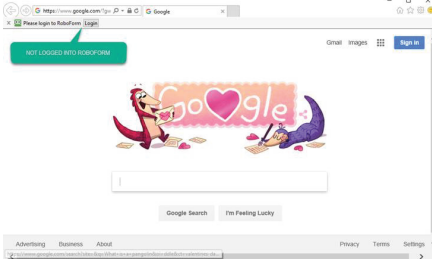 https://www.google.com/?gw
Google
Please login to RoboForm Login
NOT LOGGED INTO ROBOFORM
Gmail Images Sign in
Google
Google Search I'm Feeling Lucky
Advertising Business About Privacy Terms Settings